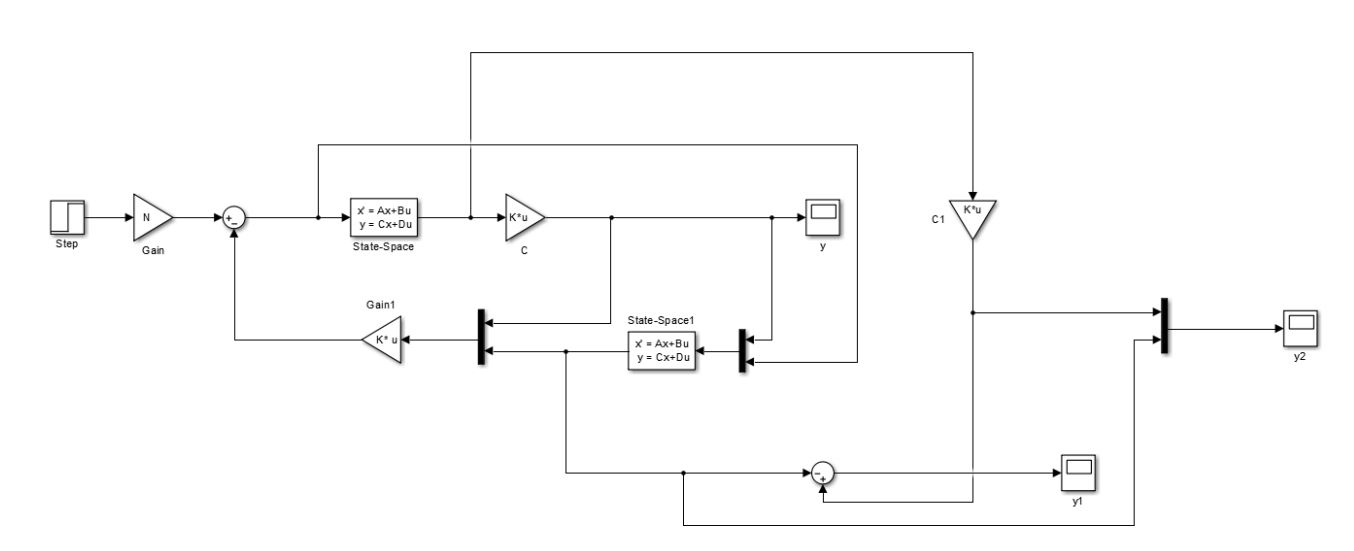 Step
N
Gain
+
−
x' = Ax+Bu
y = Cx+Du
State-Space
K*u
C
y
K*u
C1
Gain1
K* u
State-Space1
x' = Ax+Bu
y = Cx+Du
y2
−
+
y1